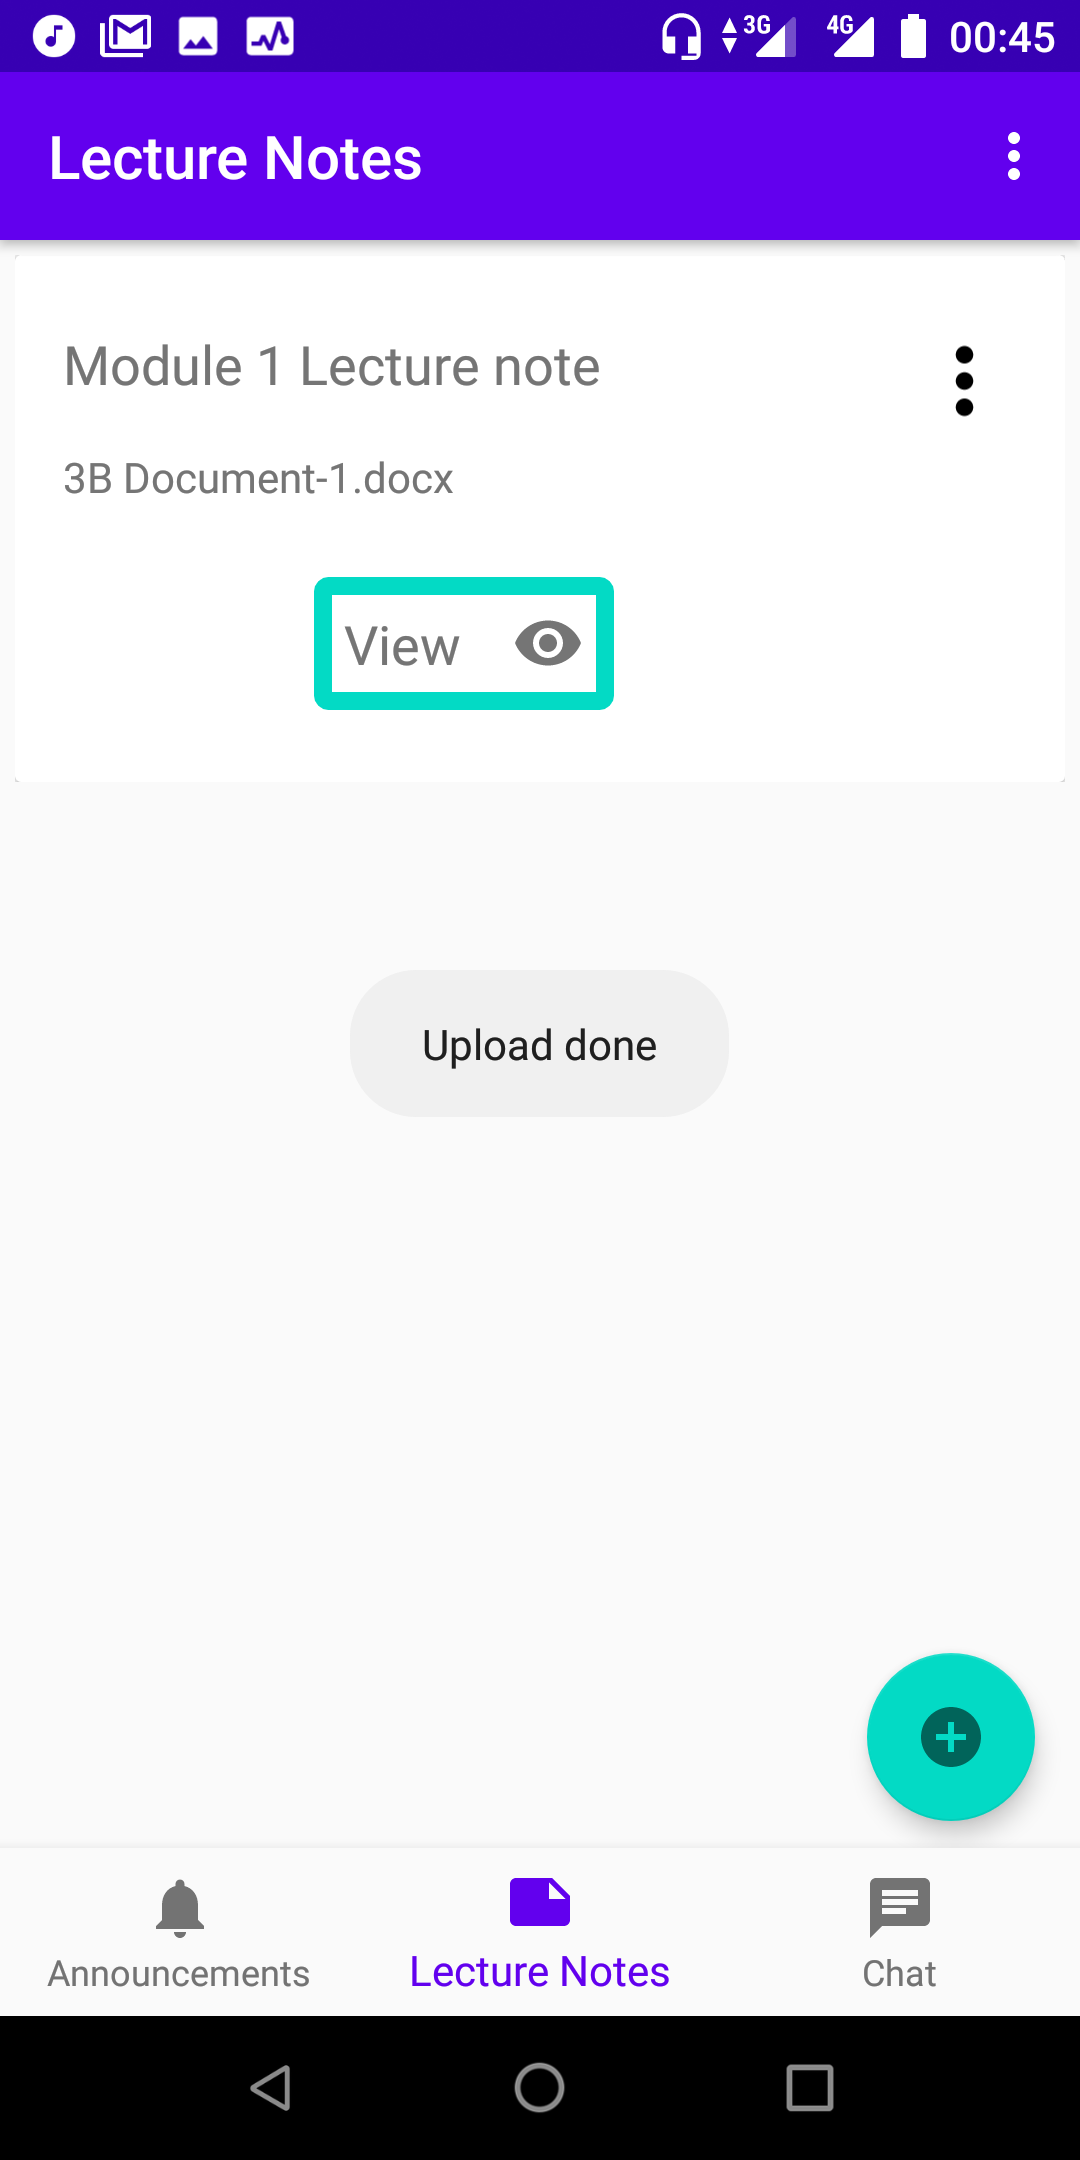 3G 4G 00:45
Lecture Notes
Module 1 Lecture note
3B Document-1.docx
View
Upload done
Announcements
Lecture Notes
Chat